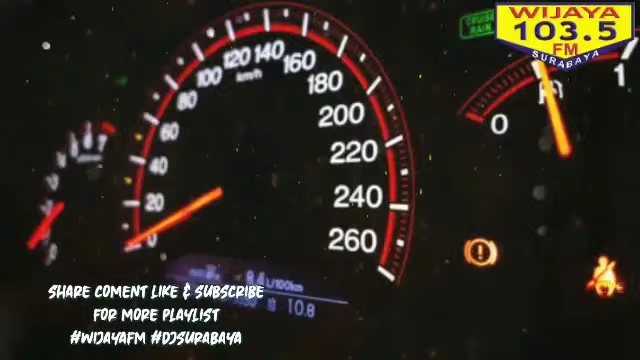 WIJAYA
103.5
FM
SURABAYA
CRUISE
0
1
0
20
40
60
80
100
120
140
160
180
200
220
240
260
km/h
8.4 L/100km
10.8
SHARE COMENT LIKE & SUBSCRIBE
FOR MORE PLAYLIST
#WIJAYAFM #DJSURABAYA